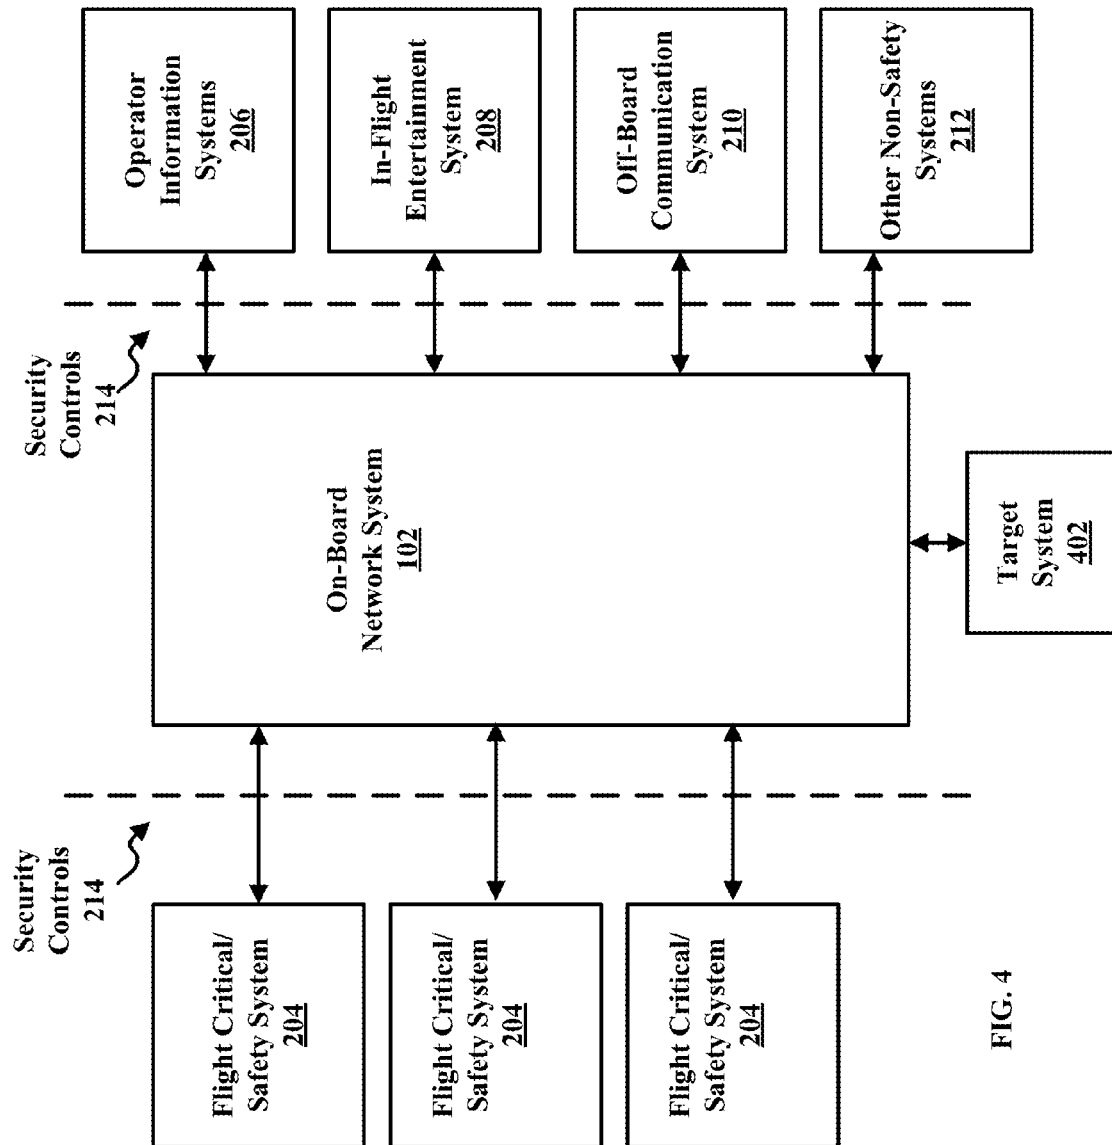 Security
Controls
214
Security
Controls
214
Flight Critical/
Safety System
204
Flight Critical/
Safety System
204
Flight Critical/
Safety System
204
On-Board
Network System
102
Operator
Information
Systems
206
In-Flight
Entertainment
System
208
Off-Board
Communication
System
210
Other Non-Safety
Systems
212
Target
System
402
FIG. 4